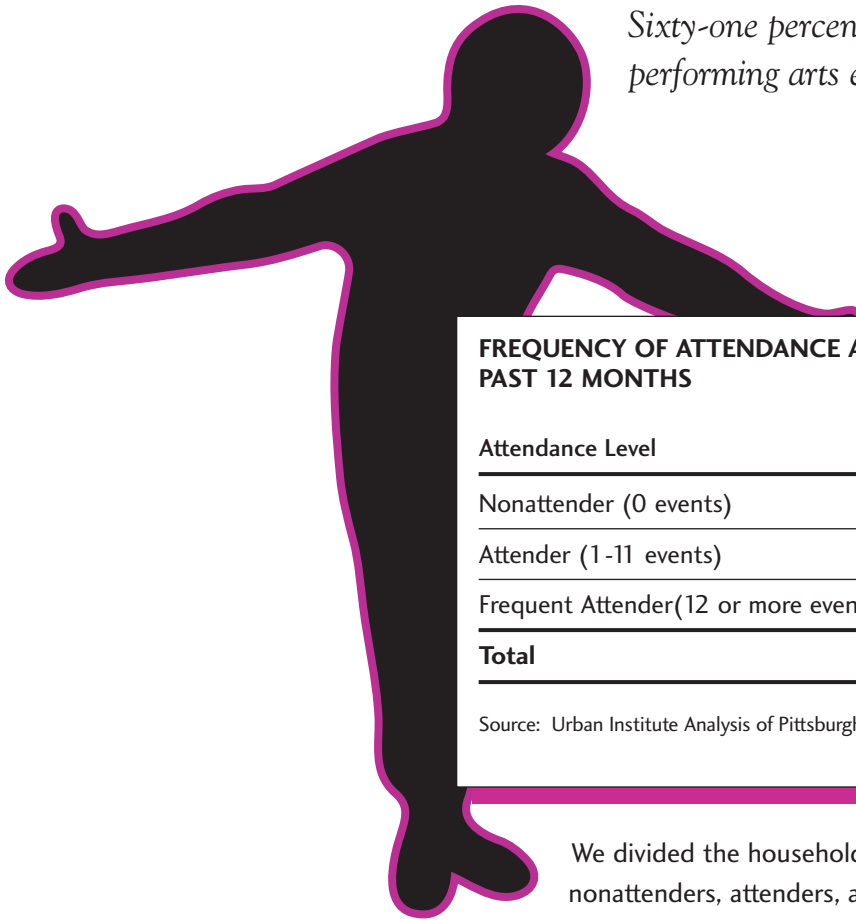 Sixty-one percen
performing arts e
FREQUENCY OF ATTENDANCE A
PAST 12 MONTHS
Attendance Level
Nonattender (0 events)
Attender (1-11 events)
Frequent Attender(12 or more even
Total
Source: Urban Institute Analysis of Pittsburgh
We divided the household
nonattenders, attenders, a